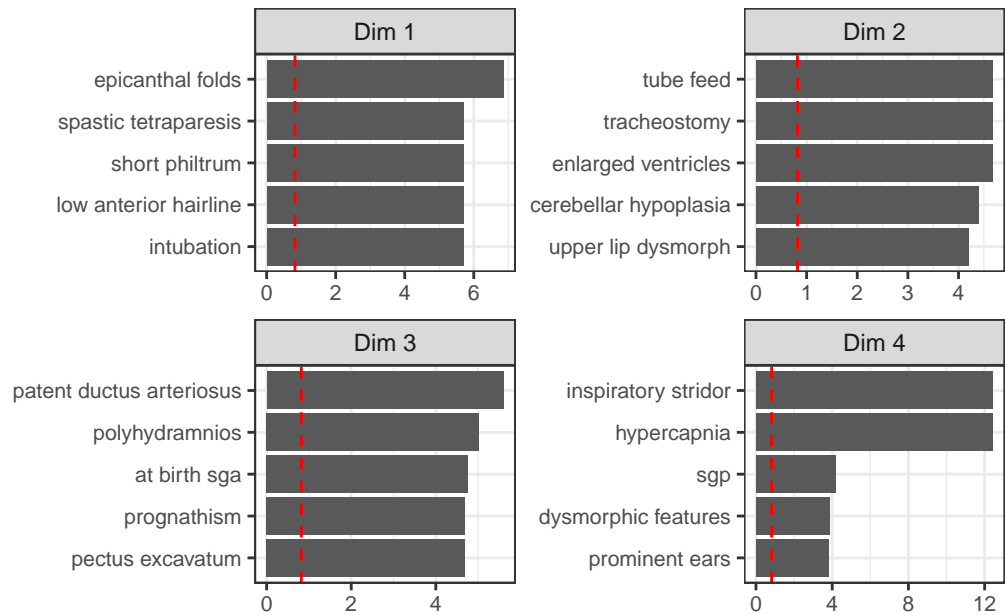 Dim 1
epicanthal folds
spastic tetraparesis
short philtrum
low anterior hairline
intubation
0 2 4 6
Dim 2
tube feed
tracheostomy
enlarged ventricles
cerebellar hypoplasia
upper lip dysmorph
0 1 2 3 4
Dim 3
patent ductus arteriosus
polyhydramnios
at birth sga
prognathism
pectus excavatum
0 2 4
Dim 4
inspiratory stridor
hypercapnia
sgp
dysmorphic features
prominent ears
0 4 8 12